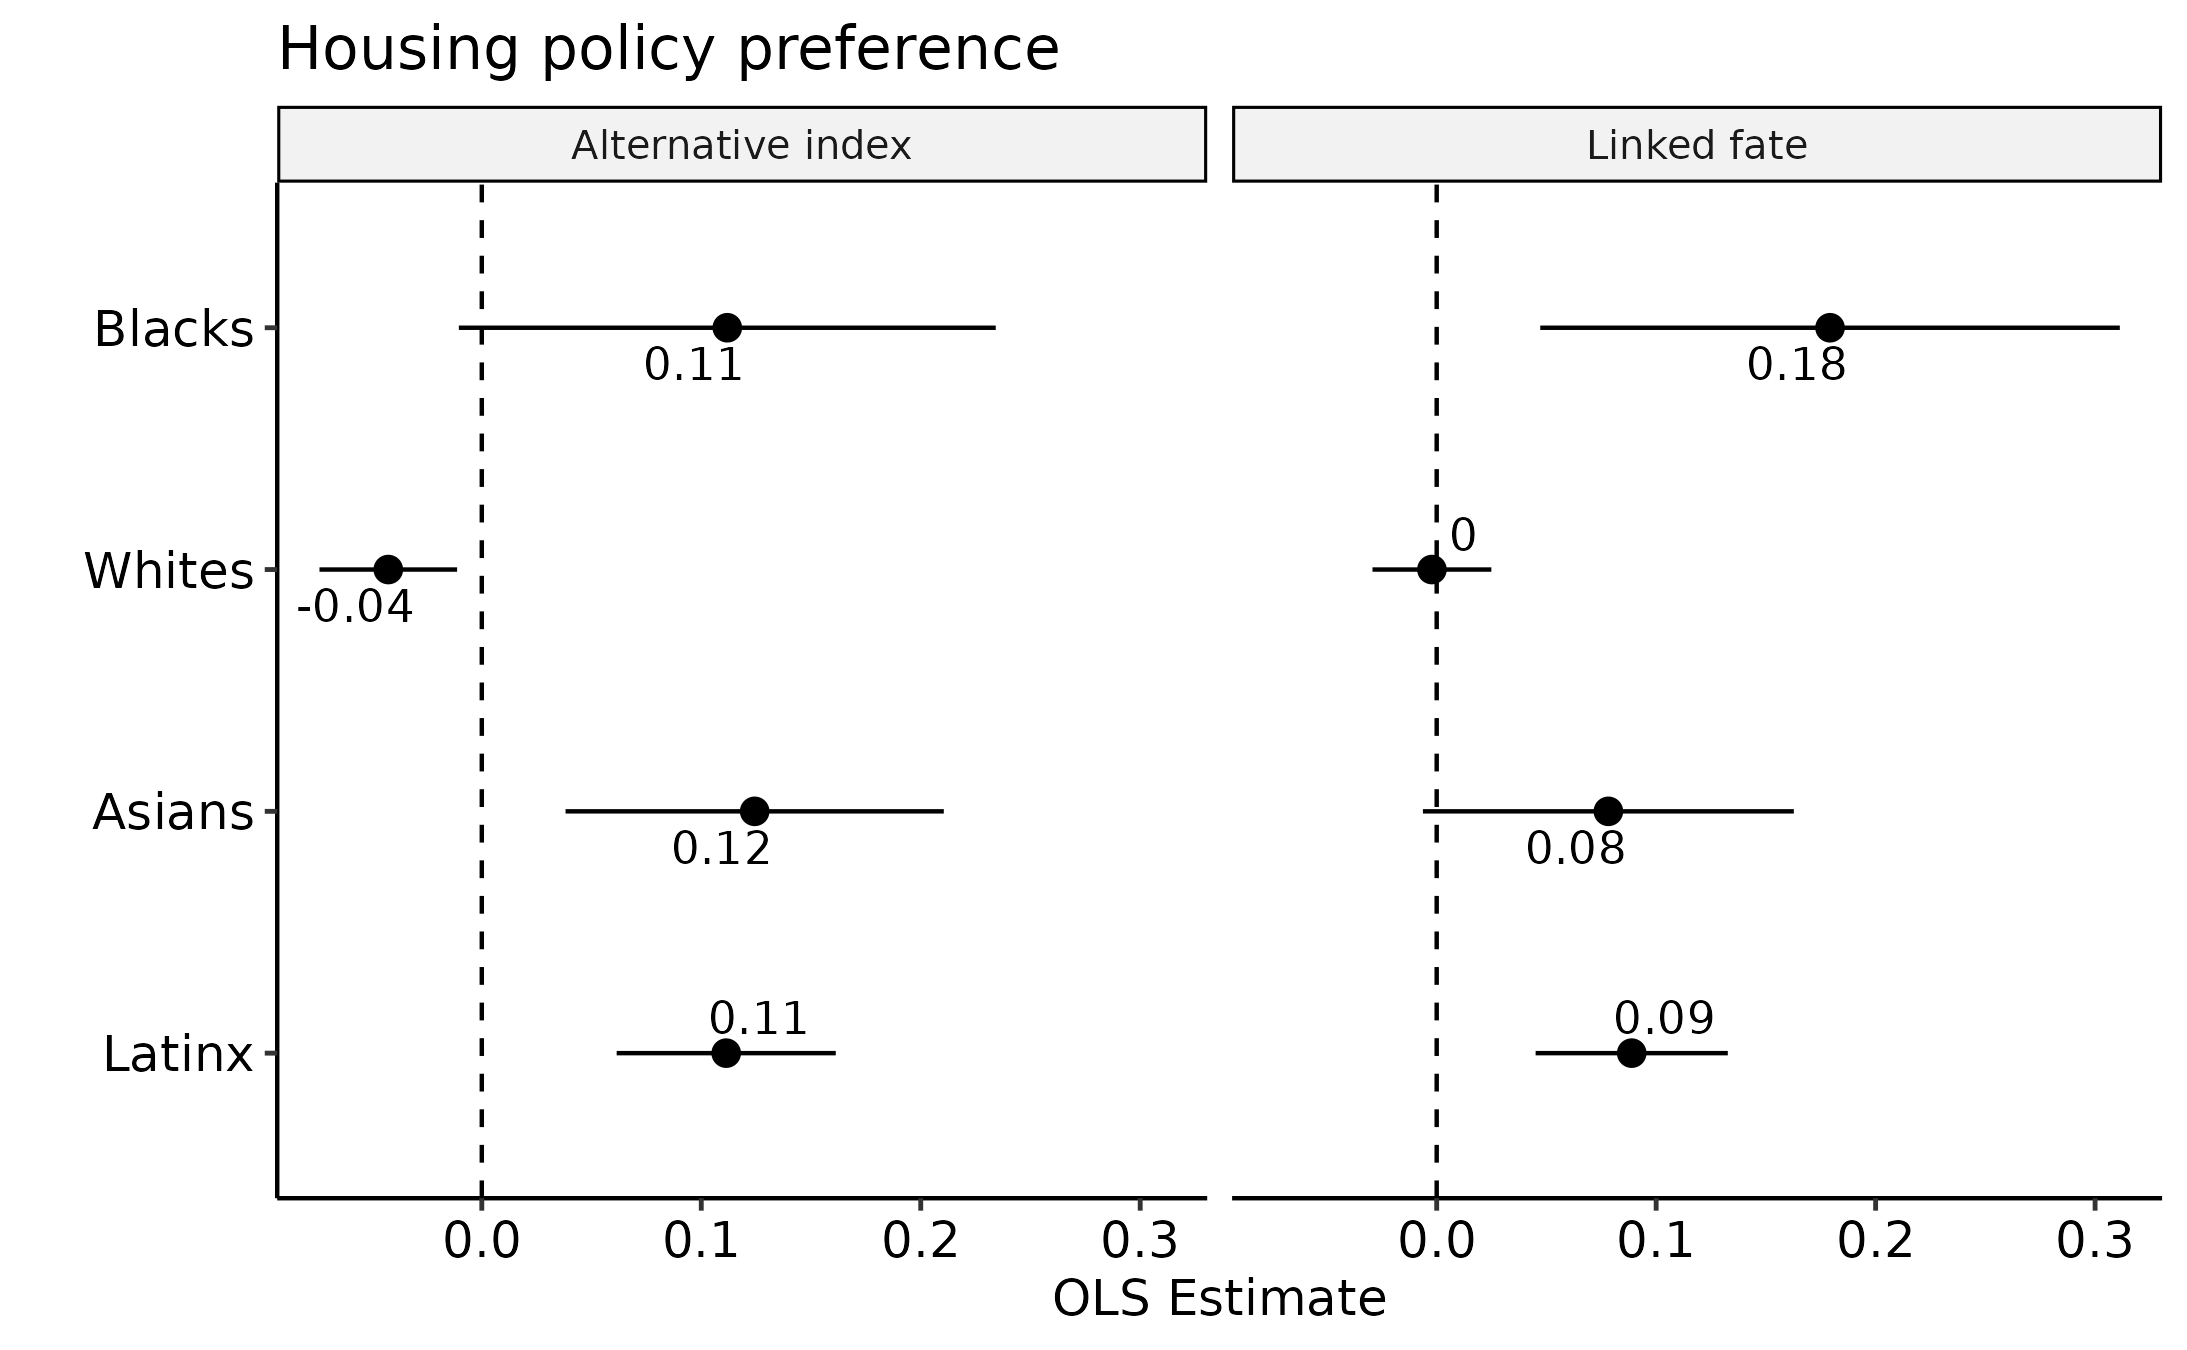 Housing policy preference
Alternative index
Linked fate
Blacks
0.11
0.18
Whites
-0.04
0
Asians
0.12
0.08
Latinx
0.11
0.09
0.0 0.1 0.2 0.3
0.0 0.1 0.2 0.3
OLS Estimate